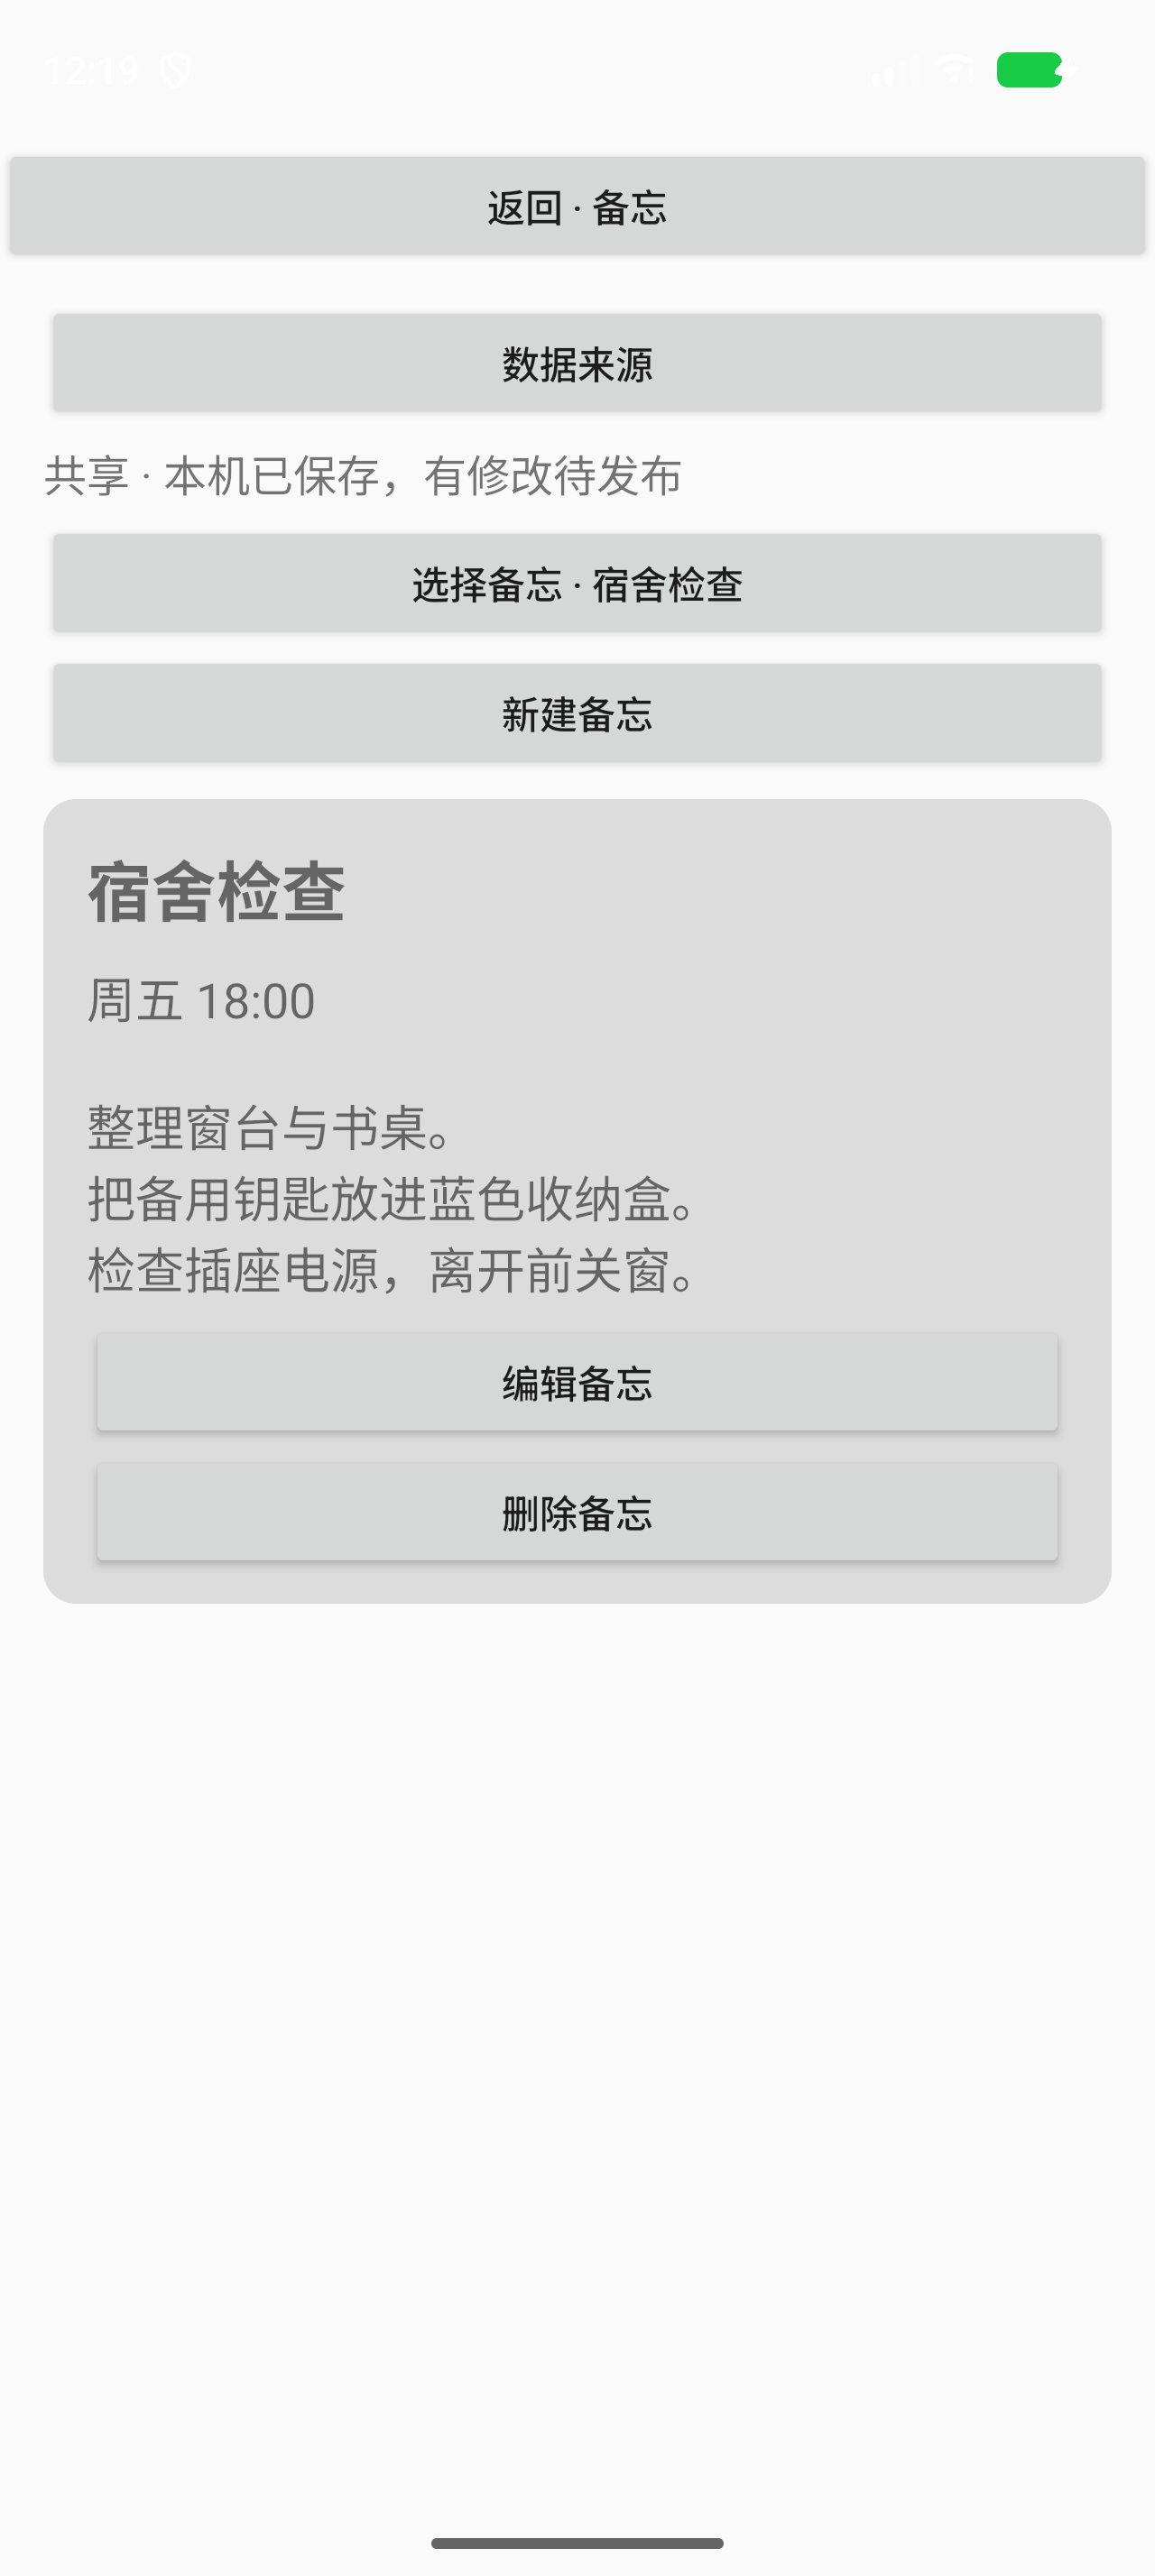 12:19
返回 · 备忘
数据来源
共享 · 本机已保存，有修改待发布
选择备忘 · 宿舍检查
新建备忘
宿舍检查
周五 18:00
整理窗台与书桌。
把备用钥匙放进蓝色收纳盒。
检查插座电源，离开前关窗。
编辑备忘
删除备忘